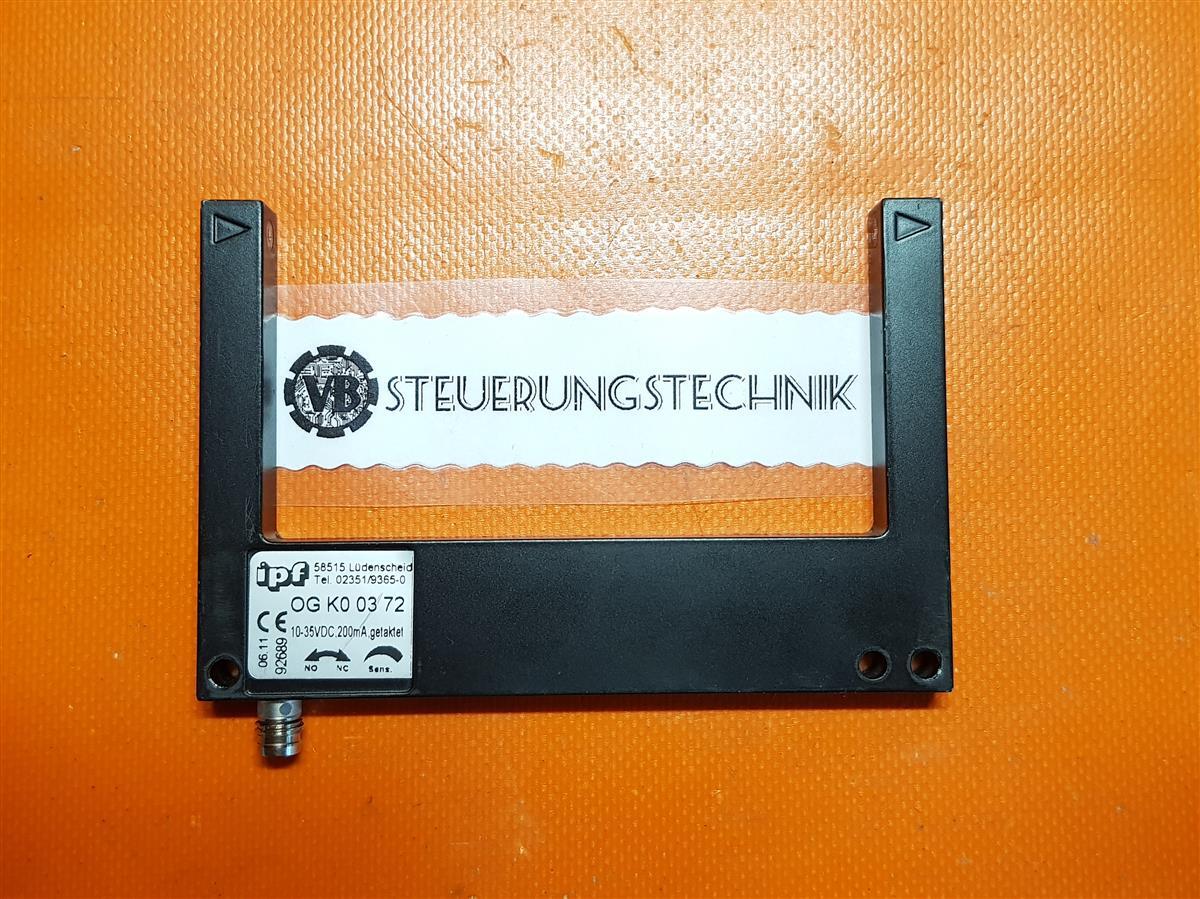 VB STEUERUNGSTECHNIK
ipf 58515 Lüdenscheid
Tel. 02351/9365-0
OG K0 03 72
10-35VDC,200mA,getaktet
NO NC Sens.
06.11 CE
92689